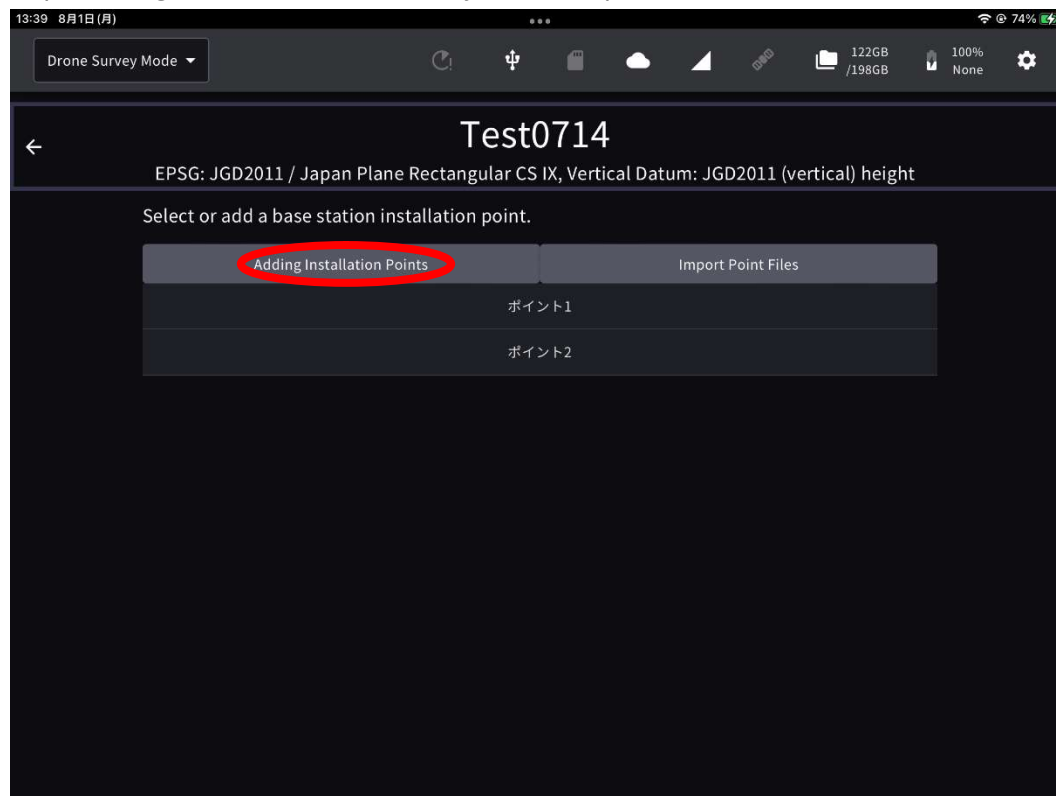 13:39 8月1日(月)
74%
Drone Survey Mode
122GB
/198GB
100%
None
Test0714
EPSG: JGD2011 / Japan Plane Rectangular CS IX, Vertical Datum: JGD2011 (vertical) height
Select or add a base station installation point.
Adding Installation Points
Import Point Files
ポイント1
ポイント2